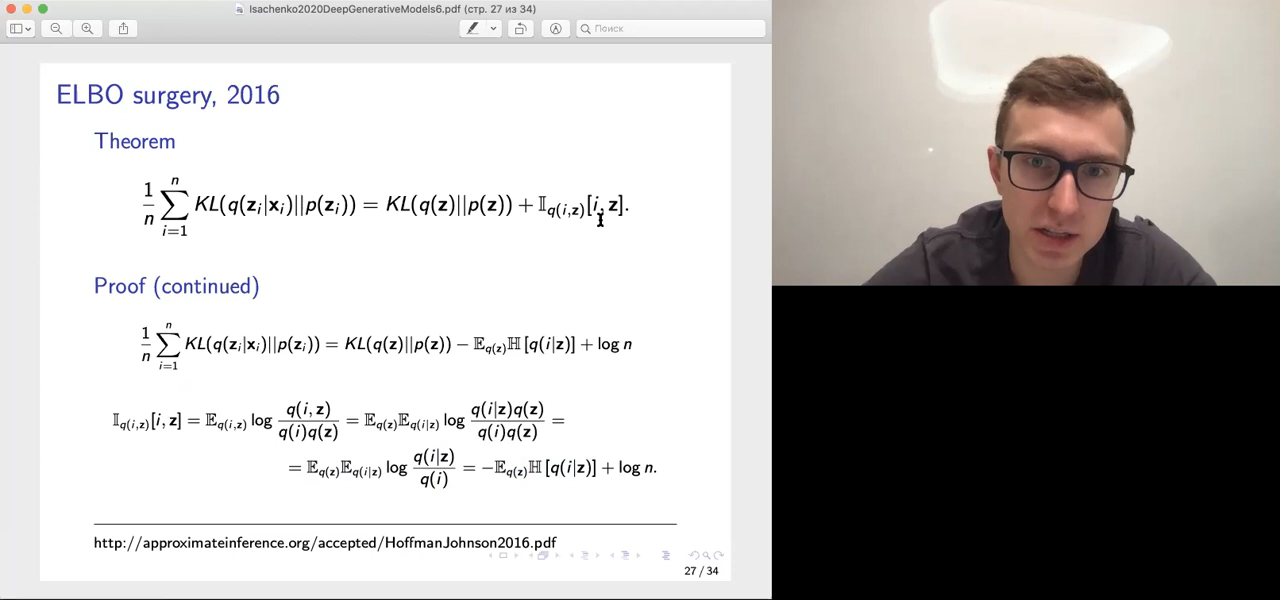 Isachenko2020DeepGenerativeModels6.pdf (стр. 27 из 34)
Поиск
ELBO surgery, 2016
Theorem
1/n ∑_{i=1}^{n} KL(q(z_i|x_i)||p(z_i)) = KL(q(z)||p(z)) + 𝕀_{q(i,z)}[i, z].
Proof (continued)
1/n ∑_{i=1}^{n} KL(q(z_i|x_i)||p(z_i)) = KL(q(z)||p(z)) − 𝔼_{q(z)}ℍ[q(i|z)] + log n
𝕀_{q(i,z)}[i, z] = 𝔼_{q(i,z)} log q(i, z)/q(i)q(z) = 𝔼_{q(z)}𝔼_{q(i|z)} log q(i|z)q(z)/q(i)q(z) =
= 𝔼_{q(z)}𝔼_{q(i|z)} log q(i|z)/q(i) = −𝔼_{q(z)}ℍ[q(i|z)] + log n.
http://approximateinference.org/accepted/HoffmanJohnson2016.pdf
27 / 34